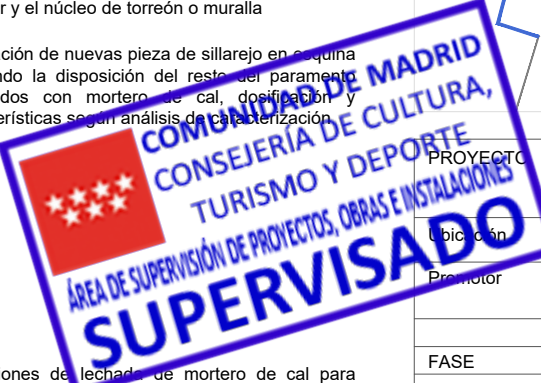 r y el núcleo de torreón o muralla
ción de nuevas pieza de sillarejo en esquina
ndo la disposición del resto del paramento
dos con mortero de cal, dosificación y
erísticas según análisis de caracterización
COMUNIDAD DE MADRID
CONSEJERÍA DE CULTURA,
TURISMO Y DEPORTE
ÁREA DE SUPERVISIÓN DE PROYECTOS, OBRAS E INSTALACIONES
SUPERVISADO
ones de lechada de mortero de cal para
PROYECTO
Ubicación
Promotor
FASE